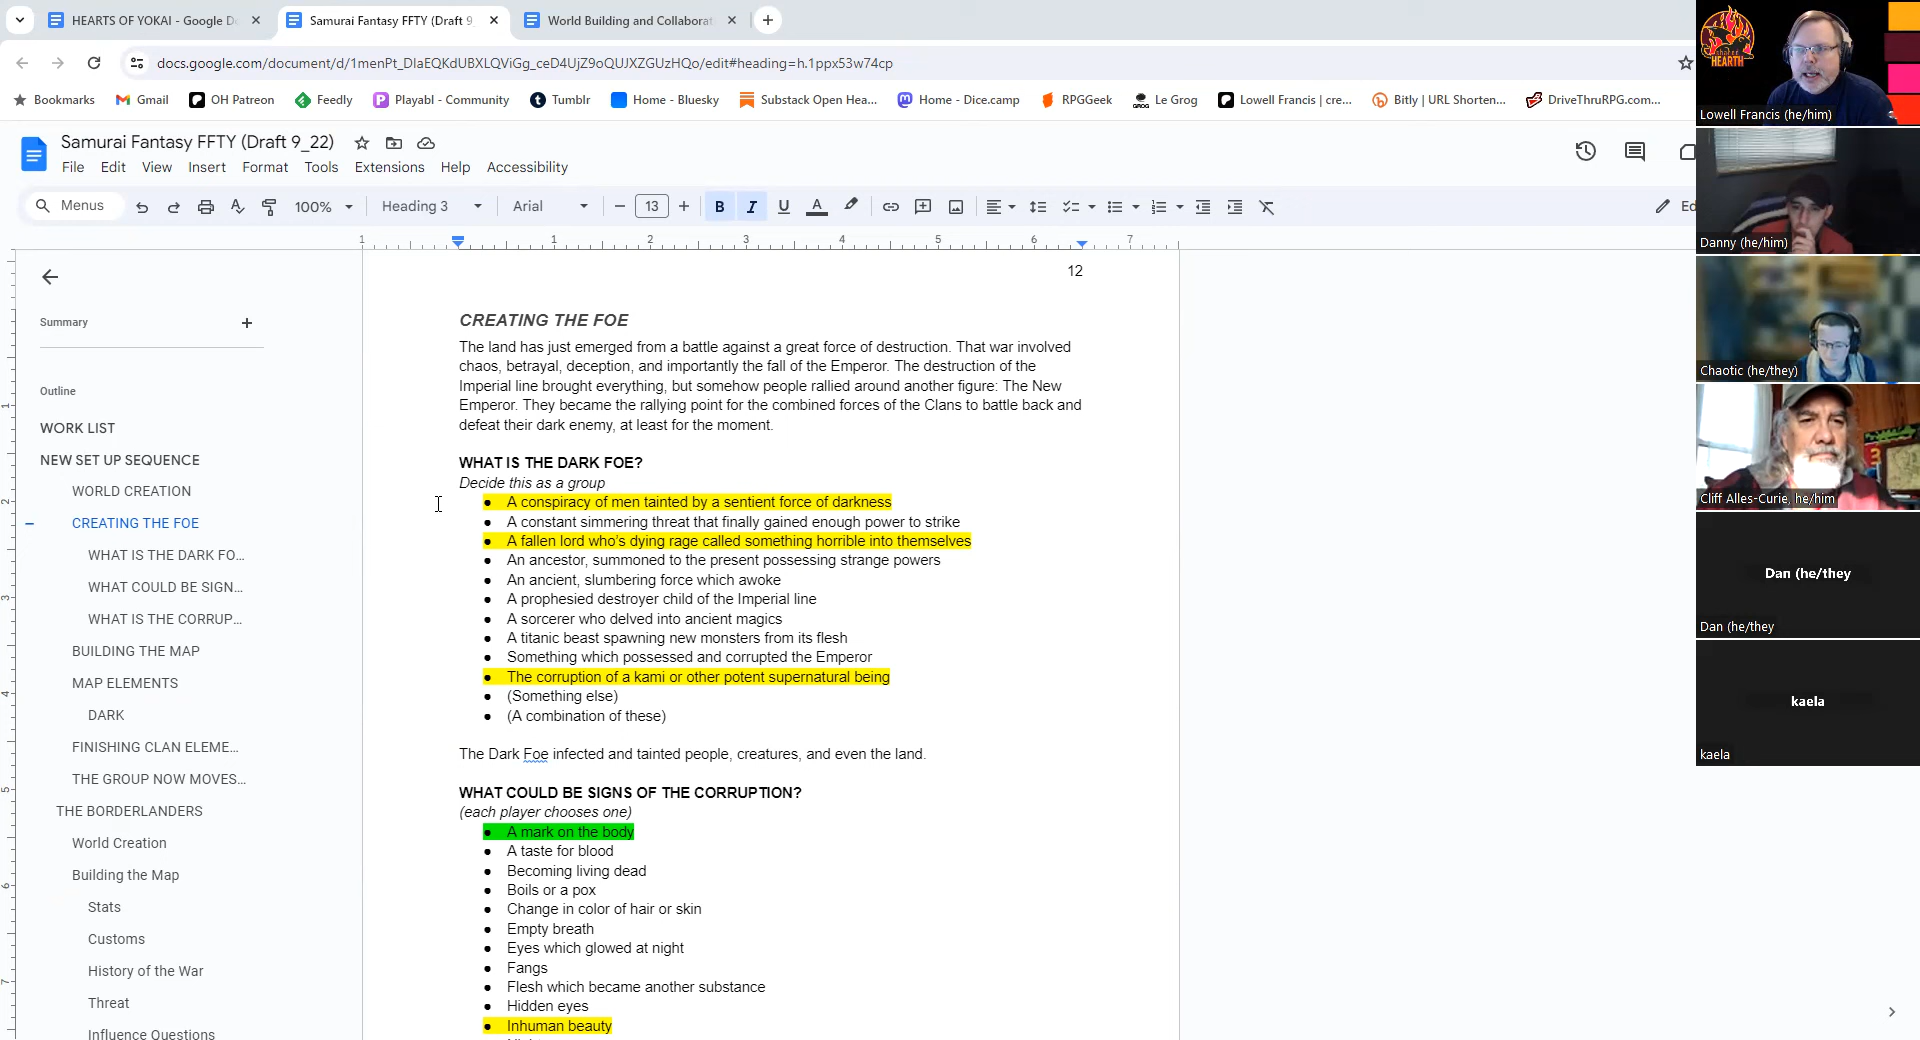 HEARTS OF YOKAI - Google D
Samurai Fantasy FFTY (Draft 9
World Building and Collaborat
docs.google.com/document/d/1menPt_DIaEQKdUBXLQViGg_ceD4UjZ9oQUJXZGUzHQo/edit#heading=h.1ppx53w74cp
Bookmarks
Gmail
OH Patreon
Feedly
Playabl - Community
Tumblr
Home - Bluesky
Substack Open Hea...
Home - Dice.camp
RPGGeek
Le Grog
Lowell Francis | cre...
Bitly | URL Shorten...
DriveThruRPG.com...
Samurai Fantasy FFTY (Draft 9_22)
File Edit View Insert Format Tools Extensions Help Accessibility
Menus
100%
Heading 3
Arial
13
B I U A
Ed
1 1 2 3 4 5 6 7
Summary
Outline
WORK LIST
NEW SET UP SEQUENCE
WORLD CREATION
CREATING THE FOE
WHAT IS THE DARK FO...
WHAT COULD BE SIGN...
WHAT IS THE CORRUP...
BUILDING THE MAP
MAP ELEMENTS
DARK
FINISHING CLAN ELEME...
THE GROUP NOW MOVES...
THE BORDERLANDERS
World Creation
Building the Map
Stats
Customs
History of the War
Threat
Influence Questions
1
2
3
4
5
6
7
12
CREATING THE FOE
The land has just emerged from a battle against a great force of destruction. That war involved
chaos, betrayal, deception, and importantly the fall of the Emperor. The destruction of the
Imperial line brought everything, but somehow people rallied around another figure: The New
Emperor. They became the rallying point for the combined forces of the Clans to battle back and
defeat their dark enemy, at least for the moment.
WHAT IS THE DARK FOE?
Decide this as a group
● A conspiracy of men tainted by a sentient force of darkness
● A constant simmering threat that finally gained enough power to strike
● A fallen lord who's dying rage called something horrible into themselves
● An ancestor, summoned to the present possessing strange powers
● An ancient, slumbering force which awoke
● A prophesied destroyer child of the Imperial line
● A sorcerer who delved into ancient magics
● A titanic beast spawning new monsters from its flesh
● Something which possessed and corrupted the Emperor
● The corruption of a kami or other potent supernatural being
● (Something else)
● (A combination of these)
The Dark Foe infected and tainted people, creatures, and even the land.
WHAT COULD BE SIGNS OF THE CORRUPTION?
(each player chooses one)
● A mark on the body
● A taste for blood
● Becoming living dead
● Boils or a pox
● Change in color of hair or skin
● Empty breath
● Eyes which glowed at night
● Fangs
● Flesh which became another substance
● Hidden eyes
● Inhuman beauty
HEARTH
Lowell Francis (he/him)
Danny (he/him)
Chaotic (he/they)
Cliff Alles-Curie, he/him
Dan (he/they
Dan (he/they
kaela
kaela